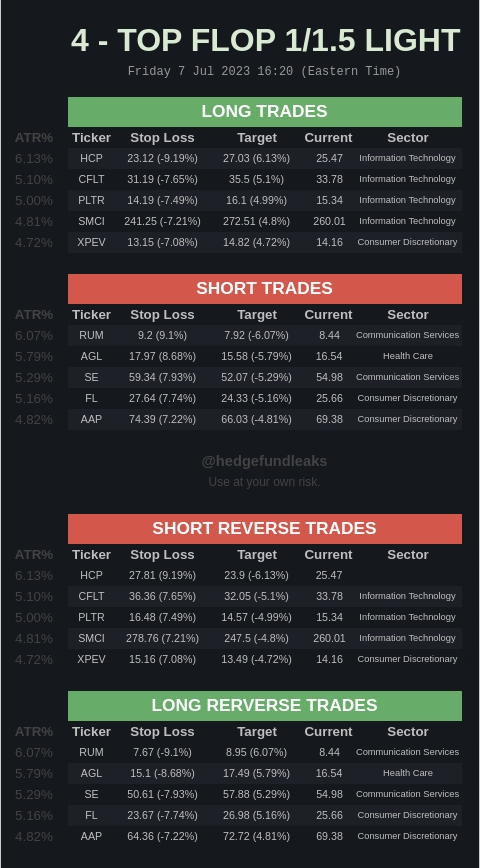 4 - TOP FLOP 1/1.5 LIGHT
Friday 7 Jul 2023 16:20 (Eastern Time)
LONG TRADES
ATR% Ticker Stop Loss Target Current Sector
6.13% HCP 23.12 (-9.19%) 27.03 (6.13%) 25.47 Information Technology
5.10% CFLT 31.19 (-7.65%) 35.5 (5.1%) 33.78 Information Technology
5.00% PLTR 14.19 (-7.49%) 16.1 (4.99%) 15.34 Information Technology
4.81% SMCI 241.25 (-7.21%) 272.51 (4.8%) 260.01 Information Technology
4.72% XPEV 13.15 (-7.08%) 14.82 (4.72%) 14.16 Consumer Discretionary
SHORT TRADES
ATR% Ticker Stop Loss Target Current Sector
6.07% RUM 9.2 (9.1%) 7.92 (-6.07%) 8.44 Communication Services
5.79% AGL 17.97 (8.68%) 15.58 (-5.79%) 16.54 Health Care
5.29% SE 59.34 (7.93%) 52.07 (-5.29%) 54.98 Communication Services
5.16% FL 27.64 (7.74%) 24.33 (-5.16%) 25.66 Consumer Discretionary
4.82% AAP 74.39 (7.22%) 66.03 (-4.81%) 69.38 Consumer Discretionary
@hedgefundleaks
Use at your own risk.
SHORT REVERSE TRADES
ATR% Ticker Stop Loss Target Current Sector
6.13% HCP 27.81 (9.19%) 23.9 (-6.13%) 25.47
5.10% CFLT 36.36 (7.65%) 32.05 (-5.1%) 33.78 Information Technology
5.00% PLTR 16.48 (7.49%) 14.57 (-4.99%) 15.34 Information Technology
4.81% SMCI 278.76 (7.21%) 247.5 (-4.8%) 260.01 Information Technology
4.72% XPEV 15.16 (7.08%) 13.49 (-4.72%) 14.16 Consumer Discretionary
LONG RERVERSE TRADES
ATR% Ticker Stop Loss Target Current Sector
6.07% RUM 7.67 (-9.1%) 8.95 (6.07%) 8.44 Communication Services
5.79% AGL 15.1 (-8.68%) 17.49 (5.79%) 16.54 Health Care
5.29% SE 50.61 (-7.93%) 57.88 (5.29%) 54.98 Communication Services
5.16% FL 23.67 (-7.74%) 26.98 (5.16%) 25.66 Consumer Discretionary
4.82% AAP 64.36 (-7.22%) 72.72 (4.81%) 69.38 Consumer Discretionary